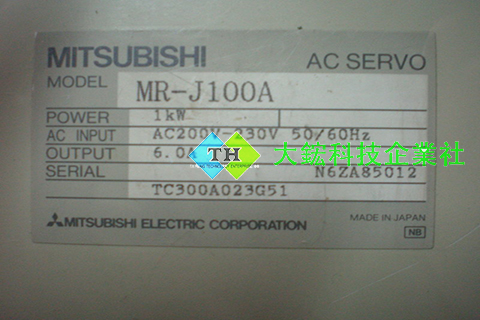 MITSUBISHI AC SERVO
MODEL MR-J100A
POWER 1kW
AC INPUT AC200V-230V 50/60Hz
OUTPUT 6.0A
TH
大鋐科技企業社
SERIAL N6ZA85012
TC300A023G51
MITSUBISHI ELECTRIC CORPORATION
MADE IN JAPAN
NB